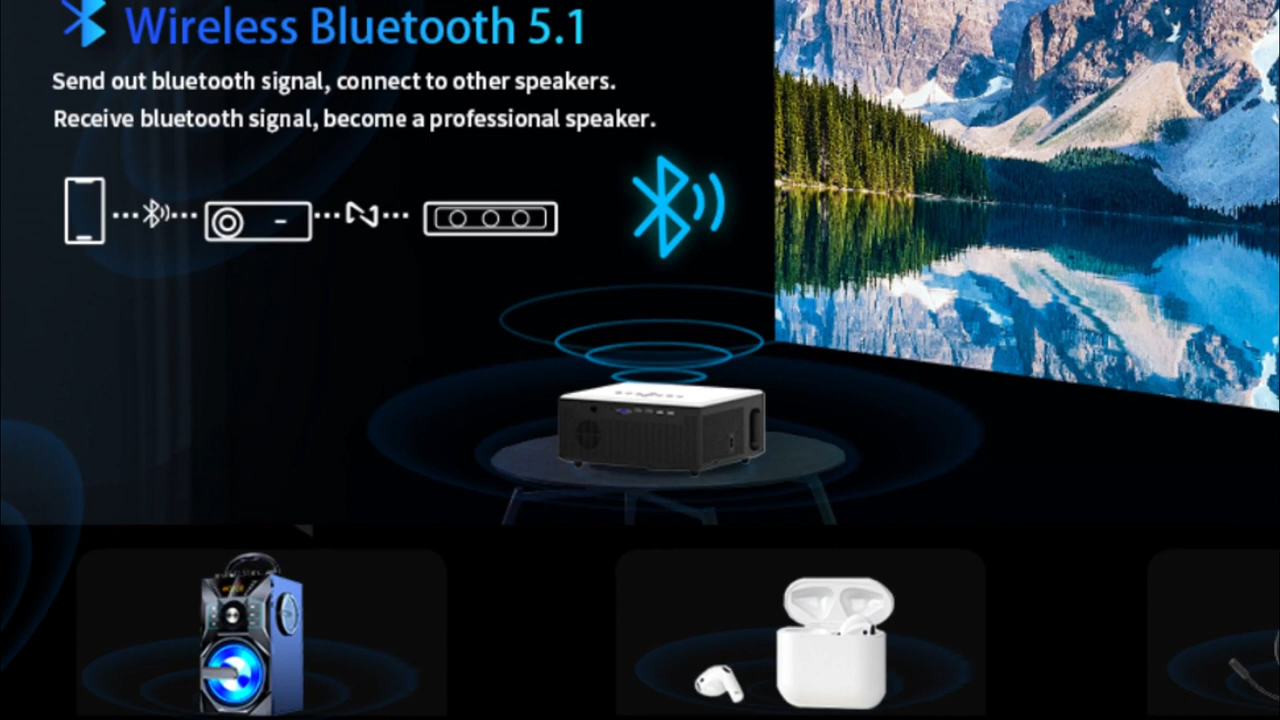 Wireless Bluetooth 5.1
Send out bluetooth signal, connect to other speakers.
Receive bluetooth signal, become a professional speaker.